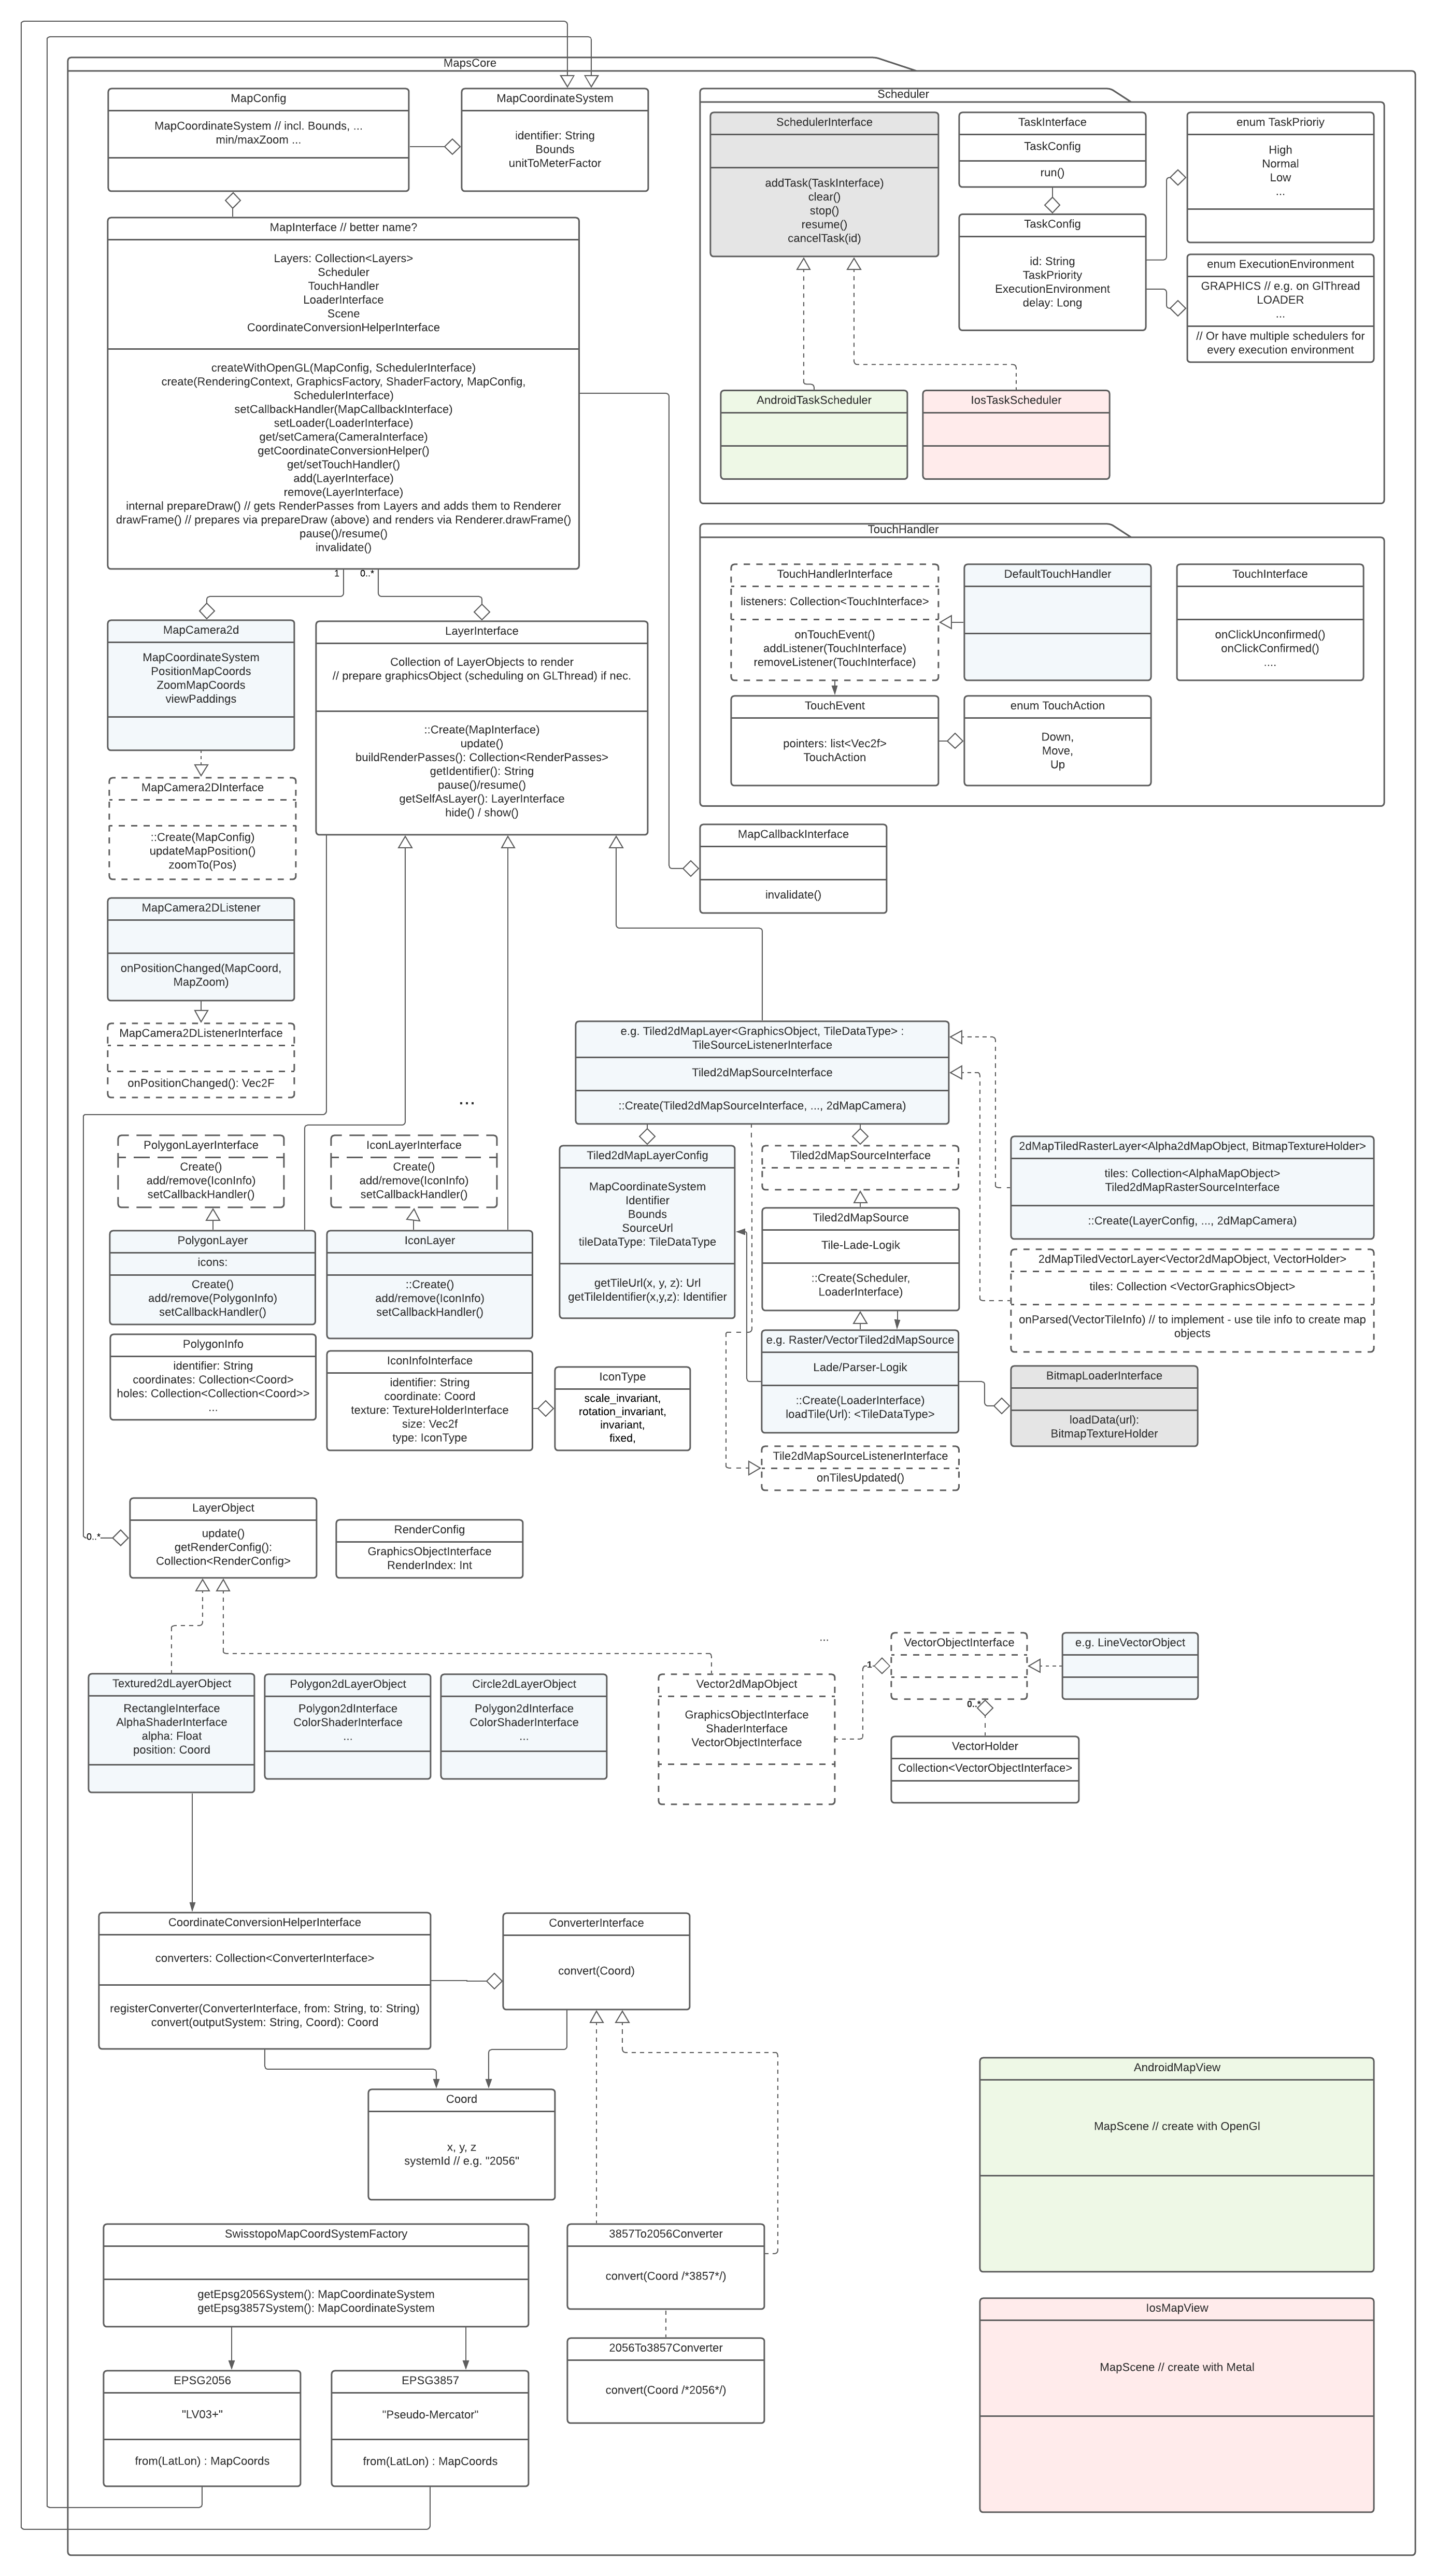 MapsCore
MapConfig
MapCoordinateSystem // incl. Bounds, ...
min/maxZoom ...
MapCoordinateSystem
identifier: String
Bounds
unitToMeterFactor
MapInterface // better name?
Layers: Collection<Layers>
Scheduler
TouchHandler
LoaderInterface
Scene
CoordinateConversionHelperInterface
createWithOpenGL(MapConfig, SchedulerInterface)
create(RenderingContext, GraphicsFactory, ShaderFactory, MapConfig,
SchedulerInterface)
setCallbackHandler(MapCallbackInterface)
setLoader(LoaderInterface)
get/setCamera(CameraInterface)
getCoordinateConversionHelper()
get/setTouchHandler()
add(LayerInterface)
remove(LayerInterface)
internal prepareDraw() // gets RenderPasses from Layers and adds them to Renderer
drawFrame() // prepares via prepareDraw (above) and renders via Renderer.drawFrame()
pause()/resume()
invalidate()
1
0..*
Scheduler
SchedulerInterface
addTask(TaskInterface)
clear()
stop()
resume()
cancelTask(id)
TaskInterface
TaskConfig
run()
TaskConfig
id: String
TaskPriority
ExecutionEnvironment
delay: Long
enum TaskPrioriy
High
Normal
Low
...
enum ExecutionEnvironment
GRAPHICS // e.g. on GlThread
LOADER
...
// Or have multiple schedulers for
every execution environment
AndroidTaskScheduler
IosTaskScheduler
TouchHandler
TouchHandlerInterface
listeners: Collection<TouchInterface>
onTouchEvent()
addListener(TouchInterface)
removeListener(TouchInterface)
DefaultTouchHandler
TouchInterface
onClickUnconfirmed()
onClickConfirmed()
....
TouchEvent
pointers: list<Vec2f>
TouchAction
enum TouchAction
Down,
Move,
Up
MapCamera2d
MapCoordinateSystem
PositionMapCoords
ZoomMapCoords
viewPaddings
LayerInterface
Collection of LayerObjects to render
// prepare graphicsObject (scheduling on GLThread) if nec.
::Create(MapInterface)
update()
buildRenderPasses(): Collection<RenderPasses>
getIdentifier(): String
pause()/resume()
getSelfAsLayer(): LayerInterface
hide() / show()
MapCamera2DInterface
::Create(MapConfig)
updateMapPosition()
zoomTo(Pos)
MapCallbackInterface
invalidate()
MapCamera2DListener
onPositionChanged(MapCoord,
MapZoom)
MapCamera2DListenerInterface
onPositionChanged(): Vec2F
...
e.g. Tiled2dMapLayer<GraphicsObject, TileDataType> :
TileSourceListenerInterface
Tiled2dMapSourceInterface
::Create(Tiled2dMapSourceInterface, ..., 2dMapCamera)
PolygonLayerInterface
Create()
add/remove(IconInfo)
setCallbackHandler()
IconLayerInterface
Create()
add/remove(IconInfo)
setCallbackHandler()
Tiled2dMapLayerConfig
MapCoordinateSystem
Identifier
Bounds
SourceUrl
tileDataType: TileDataType
getTileUrl(x, y, z): Url
getTileIdentifier(x,y,z): Identifier
Tiled2dMapSourceInterface
Tiled2dMapSource
Tile-Lade-Logik
::Create(Scheduler,
LoaderInterface)
2dMapTiledRasterLayer<Alpha2dMapObject, BitmapTextureHolder>
tiles: Collection<AlphaMapObject>
Tiled2dMapRasterSourceInterface
::Create(LayerConfig, ..., 2dMapCamera)
2dMapTiledVectorLayer<Vector2dMapObject, VectorHolder>
tiles: Collection <VectorGraphicsObject>
onParsed(VectorTileInfo) // to implement - use tile info to create map
objects
PolygonLayer
icons:
Create()
add/remove(PolygonInfo)
setCallbackHandler()
IconLayer
::Create()
add/remove(IconInfo)
setCallbackHandler()
PolygonInfo
identifier: String
coordinates: Collection<Coord>
holes: Collection<Collection<Coord>>
...
IconInfoInterface
identifier: String
coordinate: Coord
texture: TextureHolderInterface
size: Vec2f
type: IconType
IconType
scale_invariant,
rotation_invariant,
invariant,
fixed,
e.g. Raster/VectorTiled2dMapSource
Lade/Parser-Logik
::Create(LoaderInterface)
loadTile(Url): <TileDataType>
BitmapLoaderInterface
loadData(url):
BitmapTextureHolder
Tile2dMapSourceListenerInterface
onTilesUpdated()
0..*
LayerObject
update()
getRenderConfig():
Collection<RenderConfig>
RenderConfig
GraphicsObjectInterface
RenderIndex: Int
...
Textured2dLayerObject
RectangleInterface
AlphaShaderInterface
alpha: Float
position: Coord
Polygon2dLayerObject
Polygon2dInterface
ColorShaderInterface
...
Circle2dLayerObject
Polygon2dInterface
ColorShaderInterface
...
Vector2dMapObject
GraphicsObjectInterface
ShaderInterface
VectorObjectInterface
1
VectorObjectInterface
e.g. LineVectorObject
0..*
VectorHolder
Collection<VectorObjectInterface>
CoordinateConversionHelperInterface
converters: Collection<ConverterInterface>
registerConverter(ConverterInterface, from: String, to: String)
convert(outputSystem: String, Coord): Coord
ConverterInterface
convert(Coord)
Coord
x, y, z
systemId // e.g. "2056"
AndroidMapView
MapScene // create with OpenGl
SwisstopoMapCoordSystemFactory
getEpsg2056System(): MapCoordinateSystem
getEpsg3857System(): MapCoordinateSystem
3857To2056Converter
convert(Coord /*3857*/)
2056To3857Converter
convert(Coord /*2056*/)
IosMapView
MapScene // create with Metal
EPSG2056
"LV03+"
from(LatLon) : MapCoords
EPSG3857
"Pseudo-Mercator"
from(LatLon) : MapCoords